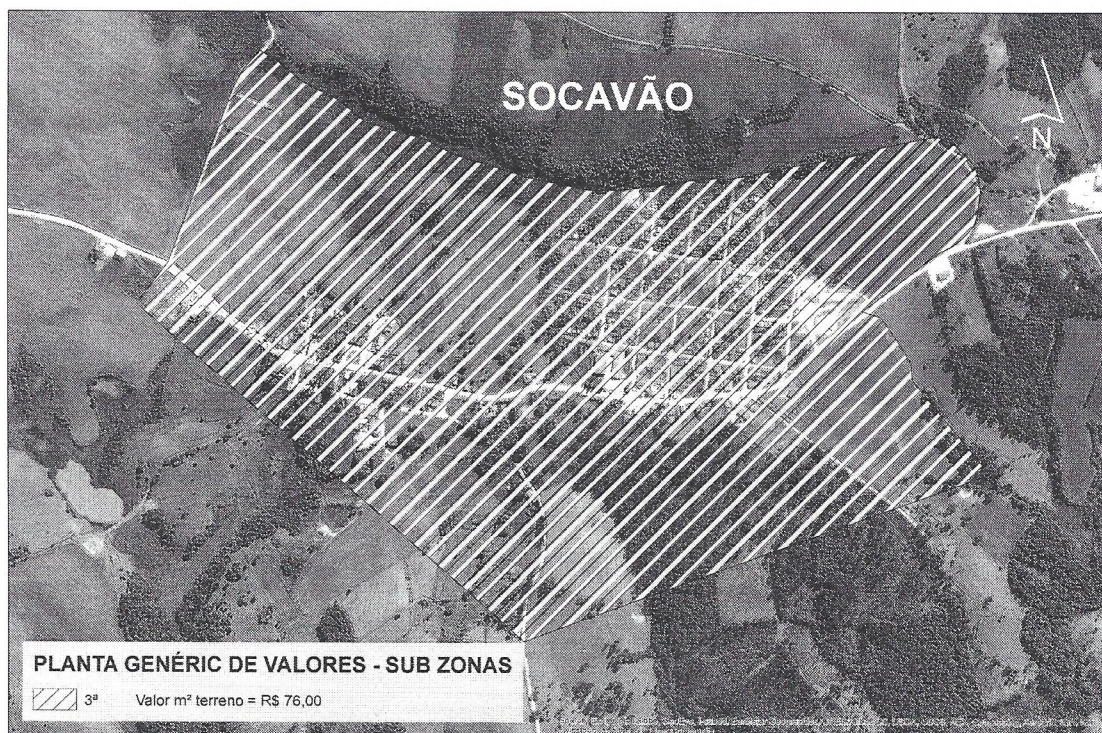 SOCAVÃO
N
PLANTA GENÉRIC DE VALORES - SUB ZONAS
3ª Valor m² terreno = R$ 76,00